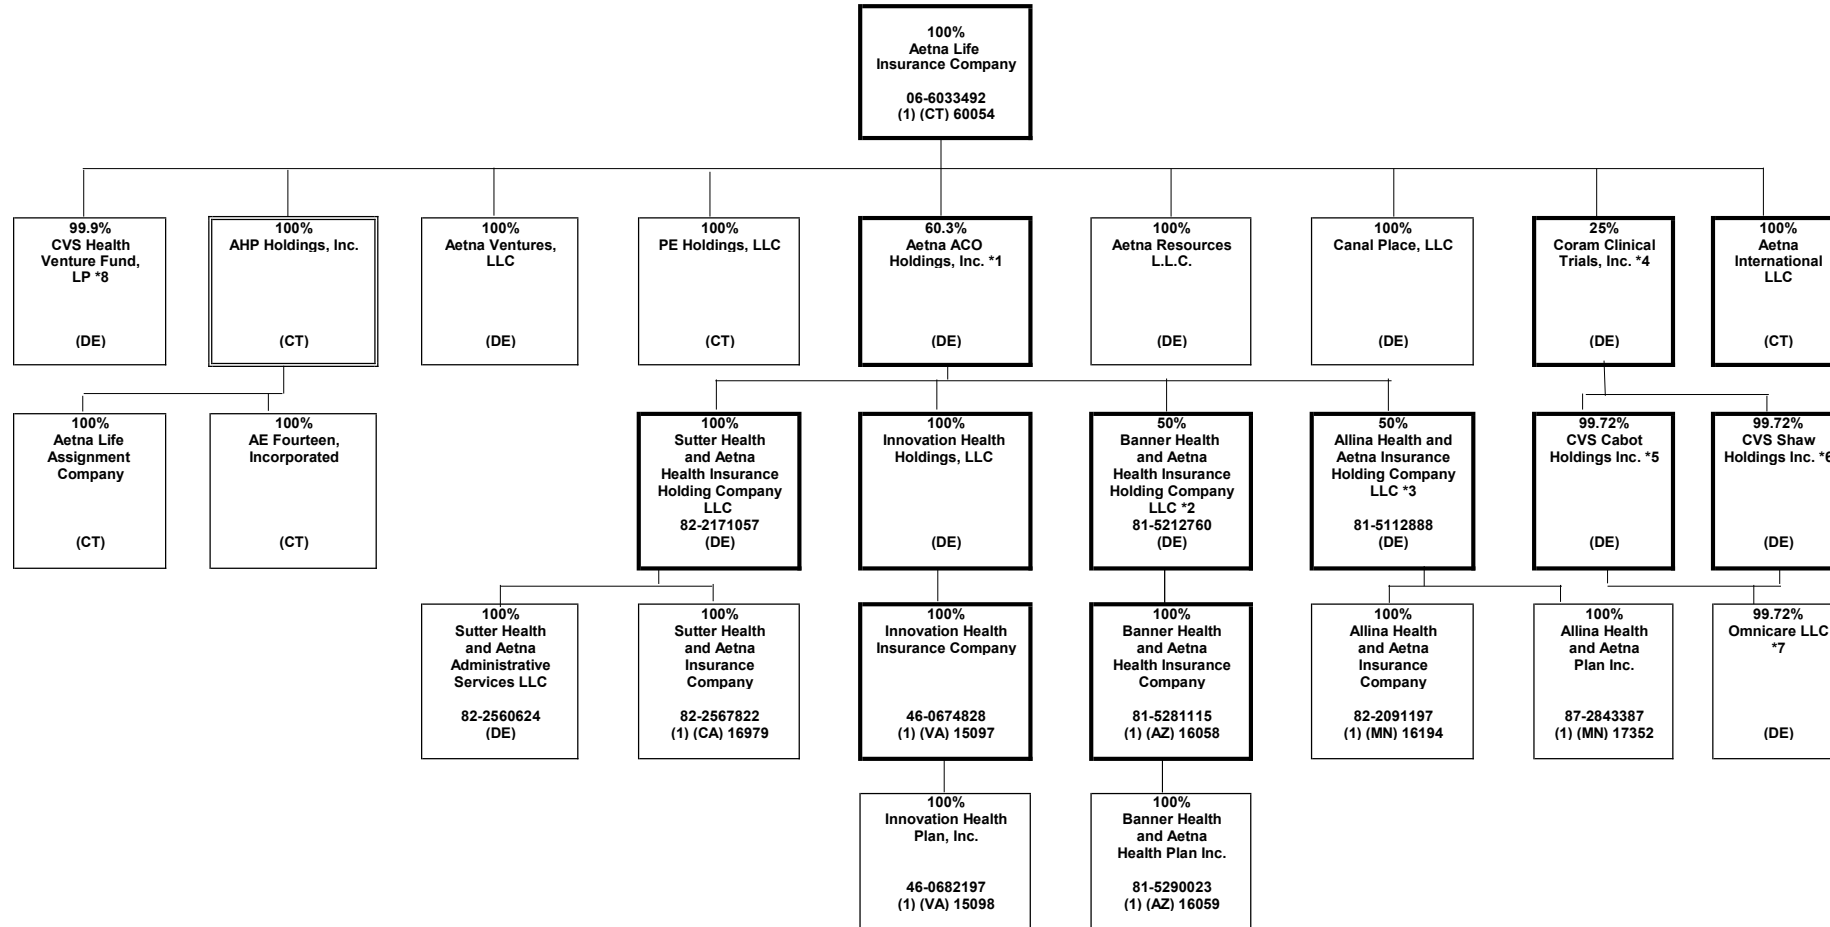 100%
Aetna Life
Insurance Company
06-6033492
(1) (CT) 60054
99.9%
CVS Health
Venture Fund,
LP *8
(DE)
100%
AHP Holdings, Inc.
(CT)
100%
Aetna Ventures,
LLC
(DE)
100%
PE Holdings, LLC
(CT)
60.3%
Aetna ACO
Holdings, Inc. *1
(DE)
100%
Aetna Resources
L.L.C.
(DE)
100%
Canal Place, LLC
(DE)
25%
Coram Clinical
Trials, Inc. *4
(DE)
100%
Aetna
International
LLC
(CT)
100%
Aetna Life
Assignment
Company
(CT)
100%
AE Fourteen,
Incorporated
(CT)
100%
Sutter Health
and Aetna
Health Insurance
Holding Company
LLC
82-2171057
(DE)
100%
Innovation Health
Holdings, LLC
(DE)
50%
Banner Health
and Aetna
Health Insurance
Holding Company
LLC *2
81-5212760
(DE)
50%
Allina Health and
Aetna Insurance
Holding Company
LLC *3
81-5112888
(DE)
99.72%
CVS Cabot
Holdings Inc. *5
(DE)
99.72%
CVS Shaw
Holdings Inc. *6
(DE)
100%
Sutter Health
and Aetna
Administrative
Services LLC
82-2560624
(DE)
100%
Sutter Health
and Aetna
Insurance
Company
82-2567822
(1) (CA) 16979
100%
Innovation Health
Insurance Company
46-0674828
(1) (VA) 15097
100%
Banner Health
and Aetna
Health Insurance
Company
81-5281115
(1) (AZ) 16058
100%
Allina Health
and Aetna
Insurance
Company
82-2091197
(1) (MN) 16194
100%
Allina Health
and Aetna
Plan Inc.
87-2843387
(1) (MN) 17352
99.72%
Omnicare LLC
*7
(DE)
100%
Innovation Health
Plan, Inc.
46-0682197
(1) (VA) 15098
100%
Banner Health
and Aetna
Health Plan Inc.
81-5290023
(1) (AZ) 16059